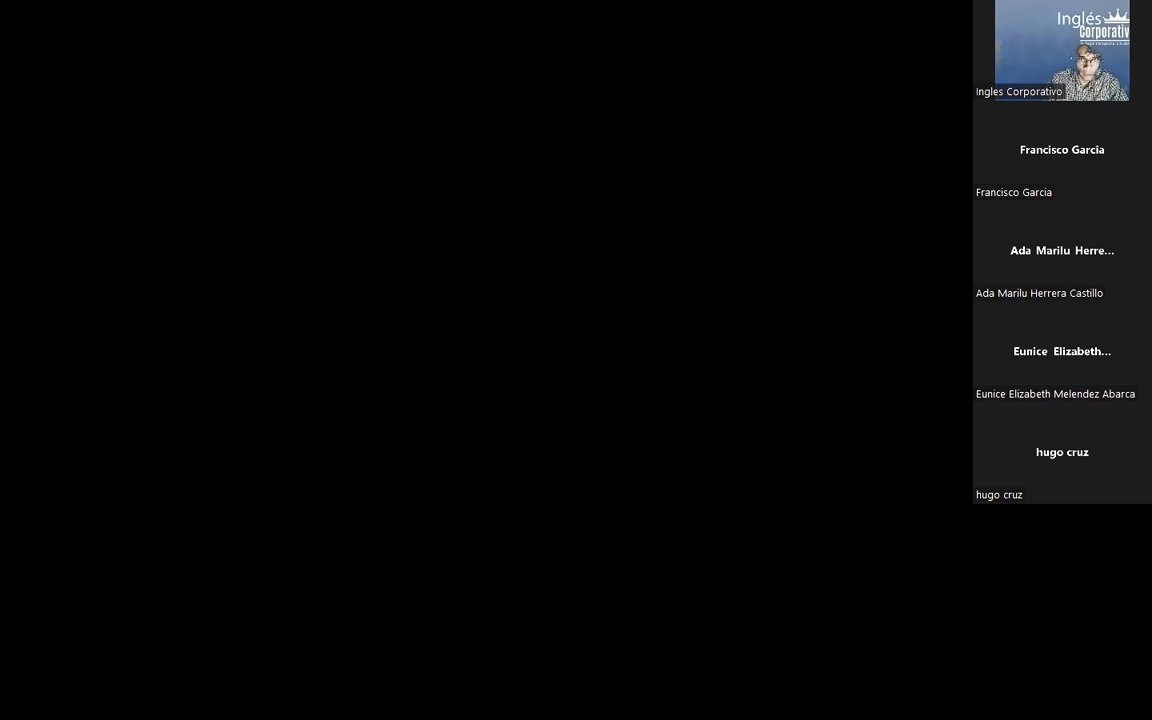 Inglés
Corporativ
Ingles Corporativo
Francisco Garcia
Francisco Garcia
Ada Marilu Herre...
Ada Marilu Herrera Castillo
Eunice Elizabeth...
Eunice Elizabeth Melendez Abarca
hugo cruz
hugo cruz